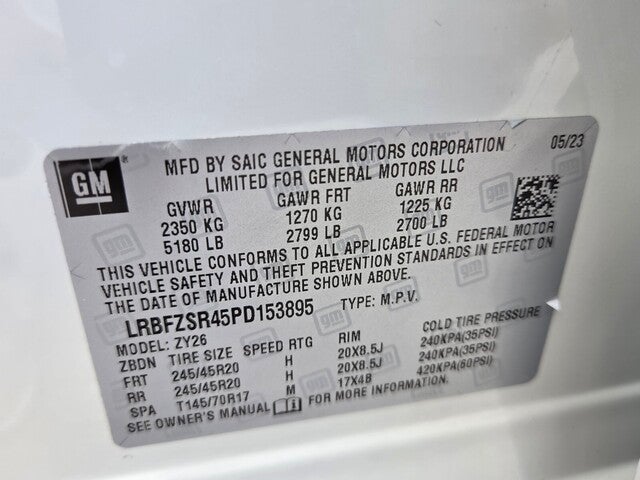 GM
MFD BY SAIC GENERAL MOTORS CORPORATION 05/23
LIMITED FOR GENERAL MOTORS LLC
GVWR GAWR FRT GAWR RR
2350 KG 1270 KG 1225 KG
5180 LB 2799 LB 2700 LB
THIS VEHICLE CONFORMS TO ALL APPLICABLE U.S. FEDERAL MOTOR
VEHICLE SAFETY AND THEFT PREVENTION STANDARDS IN EFFECT ON
THE DATE OF MANUFACTURE SHOWN ABOVE.
LRBFZSR45PD153895 TYPE: M.P.V.
MODEL: ZY26
ZBDN TIRE SIZE SPEED RTG RIM COLD TIRE PRESSURE
FRT 245/45R20 H 20X8.5J 240KPA(35PSI)
RR 245/45R20 H 20X8.5J 240KPA(35PSI)
SPA T145/70R17 M 17X4B 420KPA(60PSI)
SEE OWNER'S MANUAL FOR MORE INFORMATION.